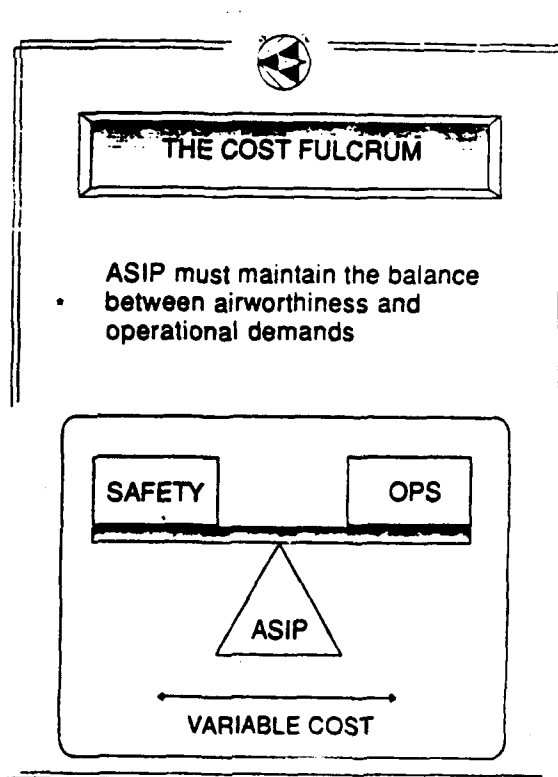 THE COST FULCRUM
ASIP must maintain the balance
* between airworthiness and
operational demands
SAFETY OPS
ASIP
VARIABLE COST